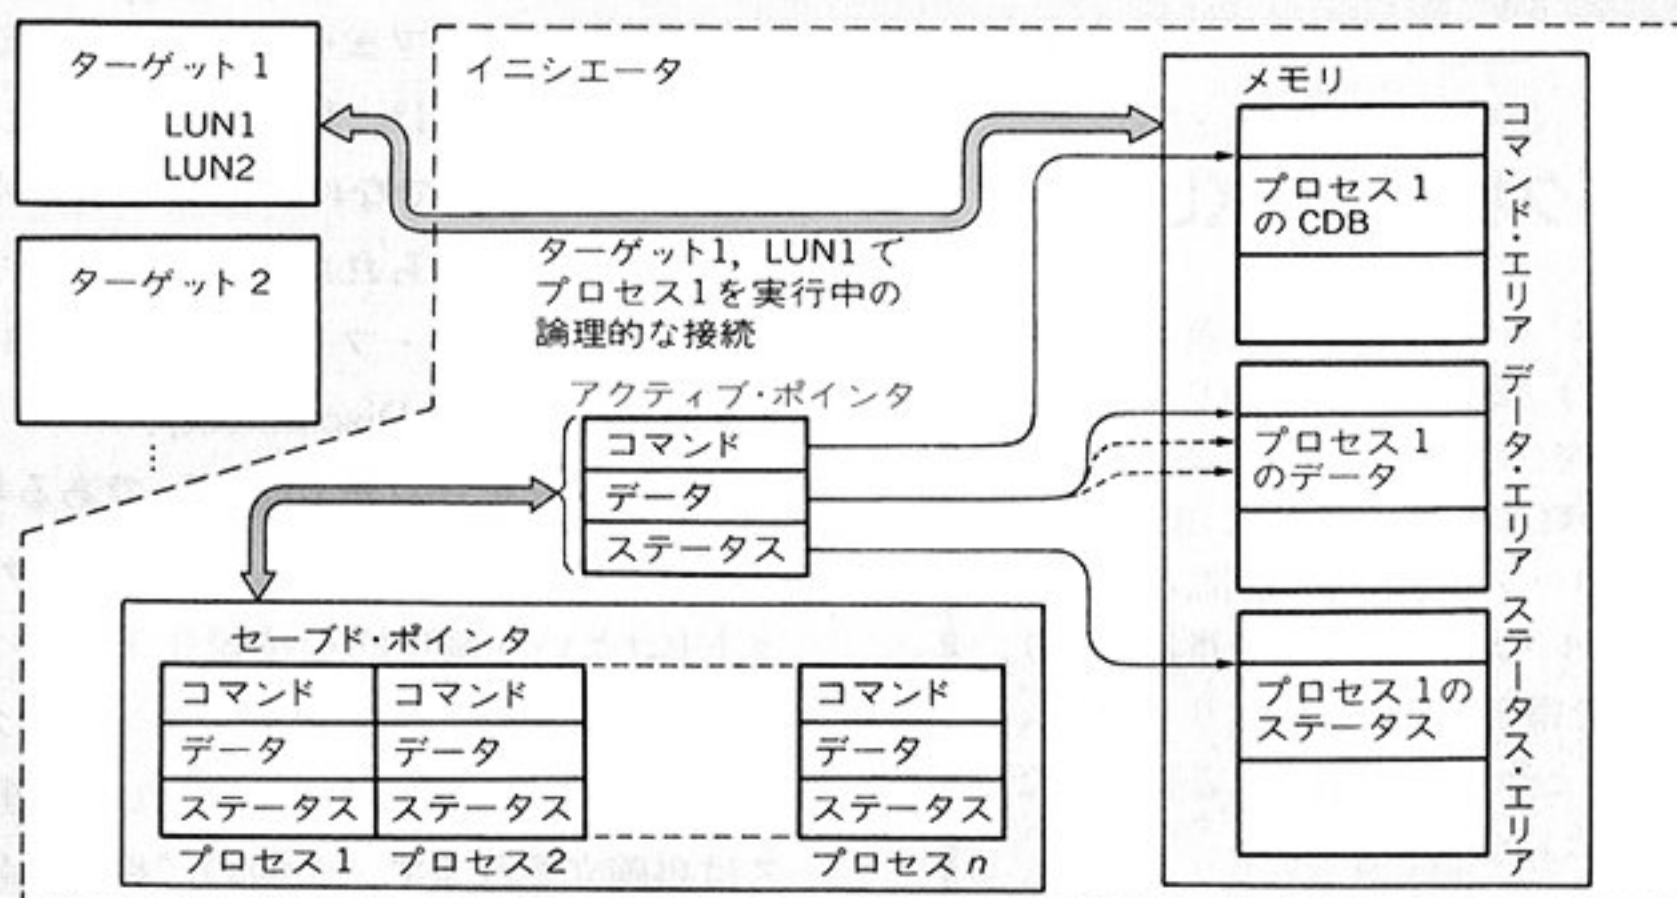 ターゲット1
LUN1
LUN2
ターゲット2
イニシエータ
ターゲット1, LUN1で
プロセス1を実行中の
論理的な接続
アクティブ・ポインタ
コマンド
データ
ステータス
セーブド・ポインタ
コマンド
データ
ステータス
プロセス1
コマンド
データ
ステータス
プロセス2
コマンド
データ
ステータス
プロセスn
メモリ
プロセス1
のCDB
コマンド・エリア
プロセス1
のデータ
データ・エリア
プロセス1の
ステータス
ステータス・エリア